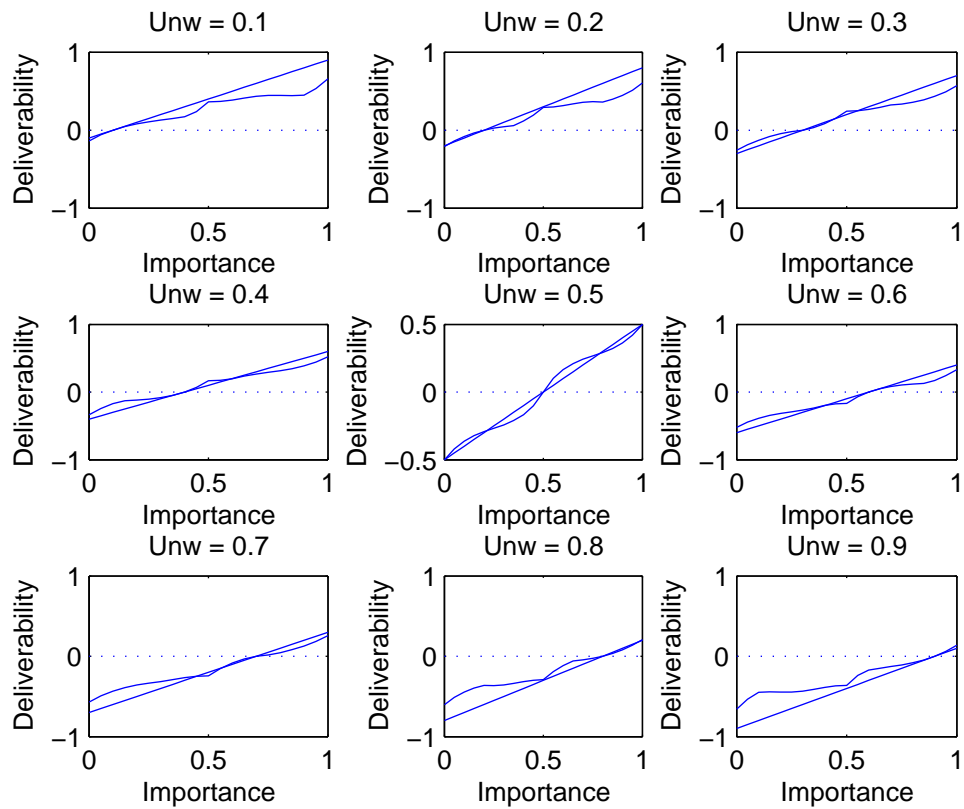 Unw = 0.1
Unw = 0.2
Unw = 0.3
1
0
−1
Deliverability
0
0.5
1
Importance
1
0
−1
Deliverability
0
0.5
1
Importance
1
0
−1
Deliverability
0
0.5
1
Importance
Unw = 0.4
Unw = 0.5
Unw = 0.6
1
0
−1
Deliverability
0
0.5
1
Importance
0.5
0
−0.5
Deliverability
0
0.5
1
Importance
1
0
−1
Deliverability
0
0.5
1
Importance
Unw = 0.7
Unw = 0.8
Unw = 0.9
1
0
−1
Deliverability
0
0.5
1
Importance
1
0
−1
Deliverability
0
0.5
1
Importance
1
0
−1
Deliverability
0
0.5
1
Importance